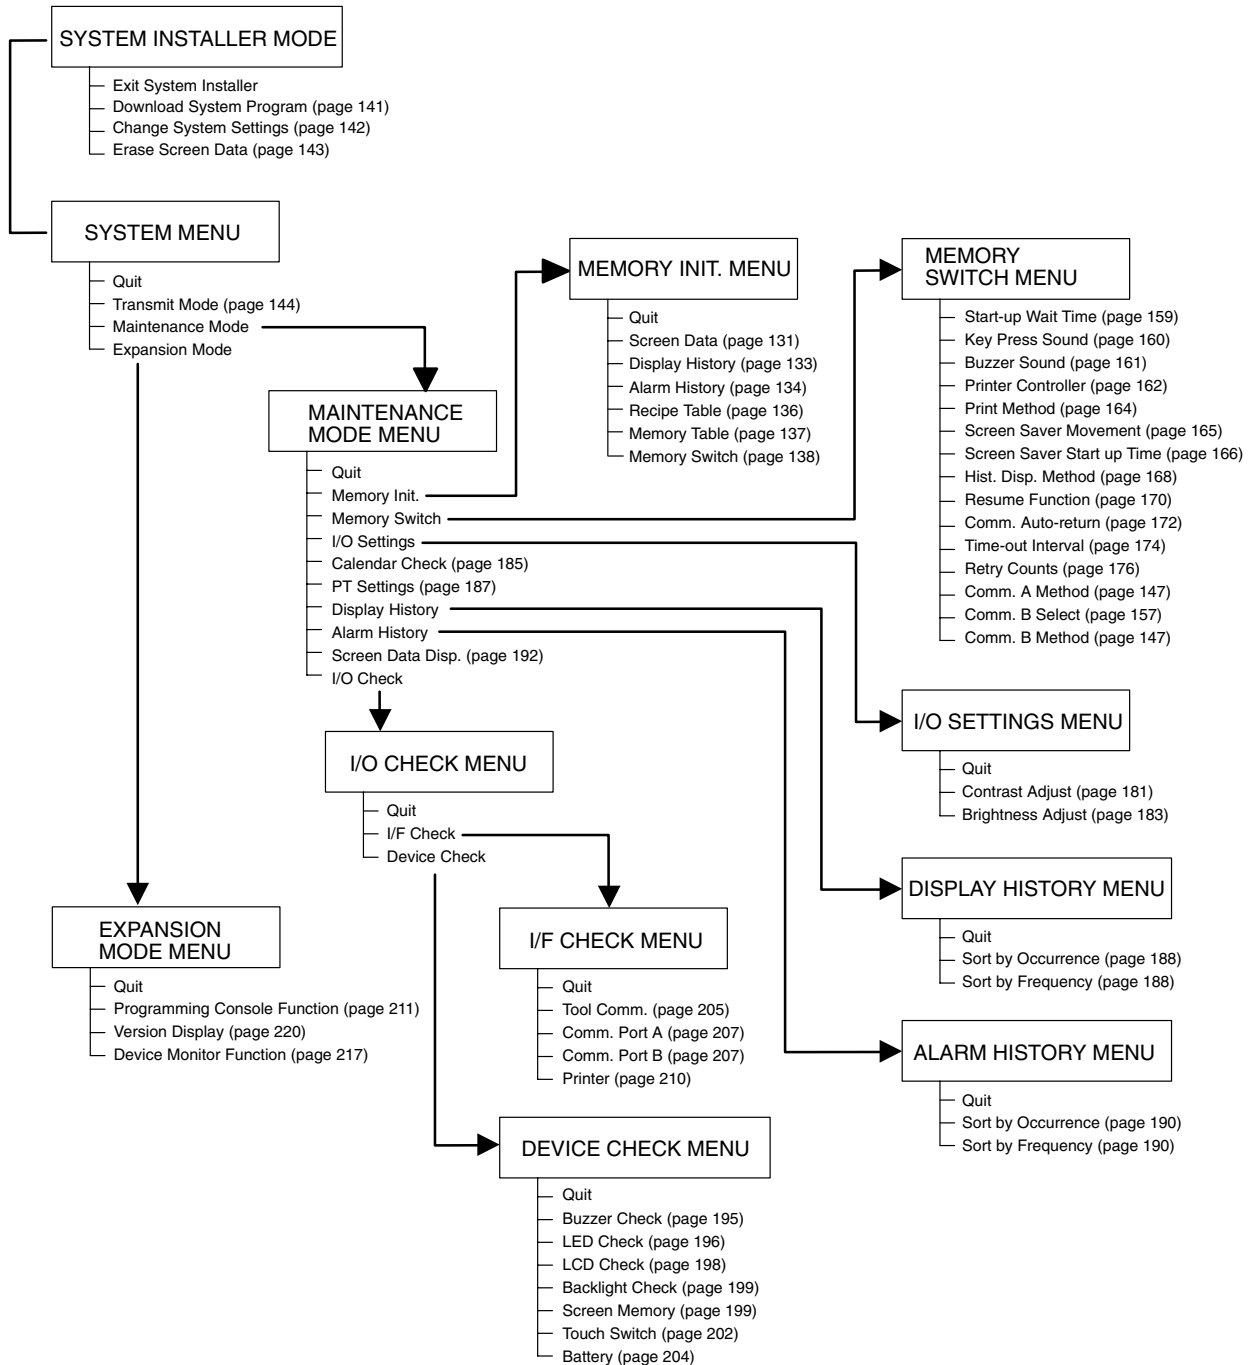 SYSTEM INSTALLER MODE
Exit System Installer
Download System Program (page 141)
Change System Settings (page 142)
Erase Screen Data (page 143)
SYSTEM MENU
Quit
Transmit Mode (page 144)
Maintenance Mode
Expansion Mode
MEMORY INIT. MENU
Quit
Screen Data (page 131)
Display History (page 133)
Alarm History (page 134)
Recipe Table (page 136)
Memory Table (page 137)
Memory Switch (page 138)
MEMORY
SWITCH MENU
Start-up Wait Time (page 159)
Key Press Sound (page 160)
Buzzer Sound (page 161)
Printer Controller (page 162)
Print Method (page 164)
Screen Saver Movement (page 165)
Screen Saver Start up Time (page 166)
Hist. Disp. Method (page 168)
Resume Function (page 170)
Comm. Auto-return (page 172)
Time-out Interval (page 174)
Retry Counts (page 176)
Comm. A Method (page 147)
Comm. B Select (page 157)
Comm. B Method (page 147)
MAINTENANCE
MODE MENU
Quit
Memory Init.
Memory Switch
I/O Settings
Calendar Check (page 185)
PT Settings (page 187)
Display History
Alarm History
Screen Data Disp. (page 192)
I/O Check
I/O SETTINGS MENU
Quit
Contrast Adjust (page 181)
Brightness Adjust (page 183)
I/O CHECK MENU
Quit
I/F Check
Device Check
DISPLAY HISTORY MENU
Quit
Sort by Occurrence (page 188)
Sort by Frequency (page 188)
EXPANSION
MODE MENU
Quit
Programming Console Function (page 211)
Version Display (page 220)
Device Monitor Function (page 217)
I/F CHECK MENU
Quit
Tool Comm. (page 205)
Comm. Port A (page 207)
Comm. Port B (page 207)
Printer (page 210)
ALARM HISTORY MENU
Quit
Sort by Occurrence (page 190)
Sort by Frequency (page 190)
DEVICE CHECK MENU
Quit
Buzzer Check (page 195)
LED Check (page 196)
LCD Check (page 198)
Backlight Check (page 199)
Screen Memory (page 199)
Touch Switch (page 202)
Battery (page 204)